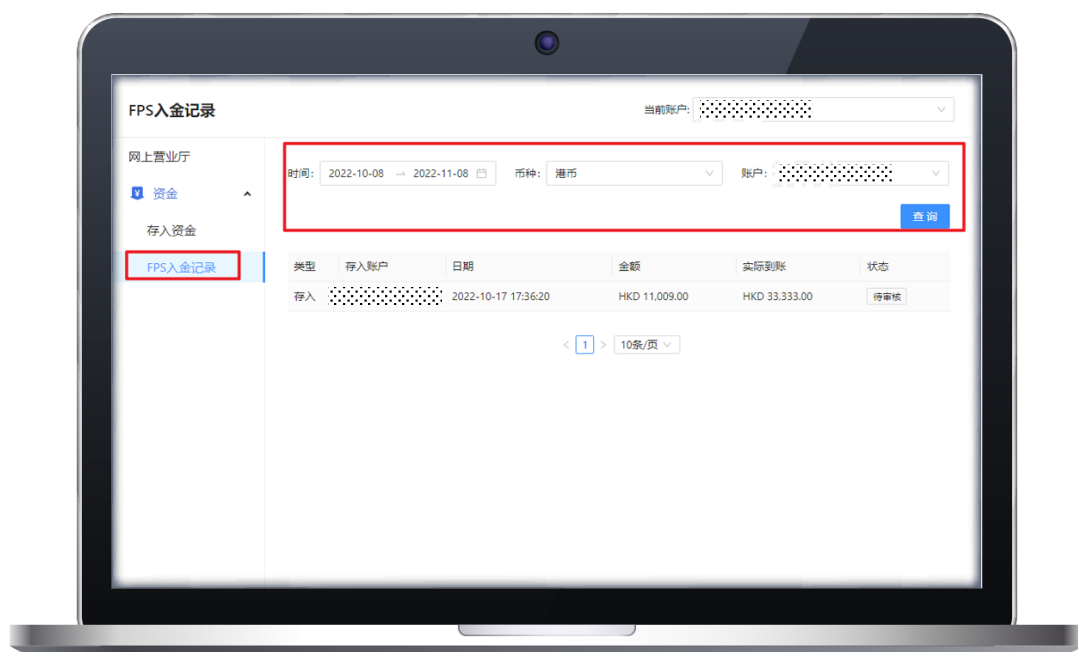 FPS入金记录
当前账户:
网上营业厅
资金
存入资金
FPS入金记录
时间: 2022-10-08 → 2022-11-08 币种: 港币 账户:
查询
类型 存入账户 日期 金额 实际到账 状态
存入 2022-10-17 17:36:20 HKD 11,009.00 HKD 33,333.00 待审核
< 1 > 10条/页